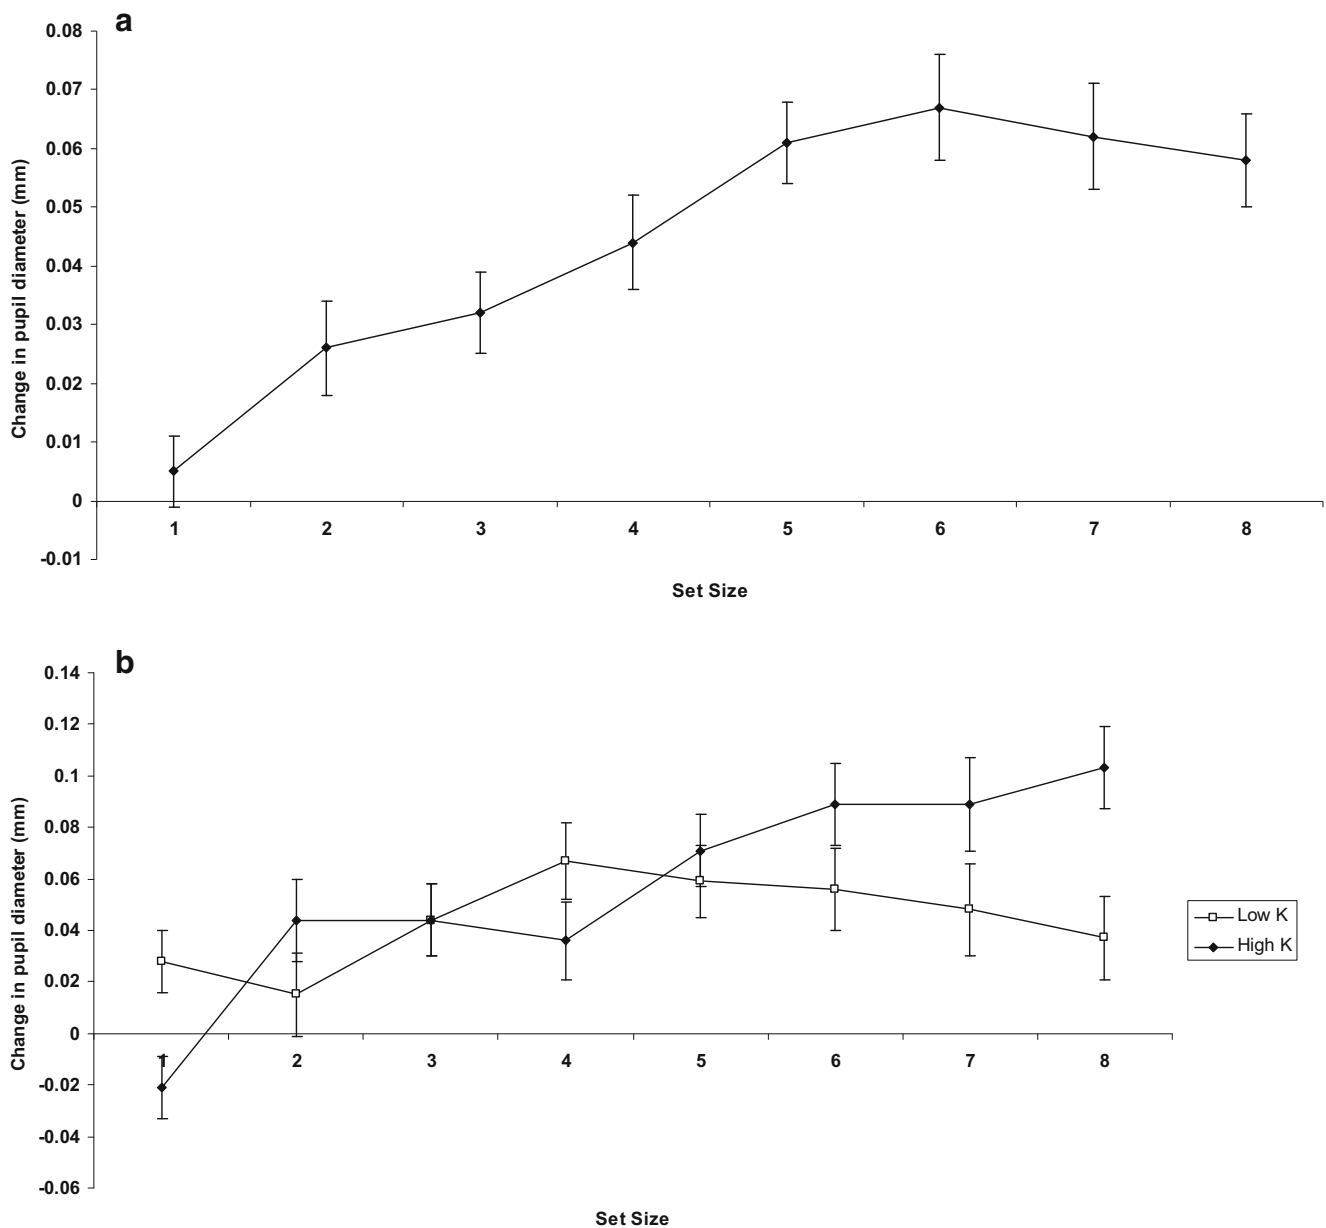 a
0.08
0.07
0.06
0.05
0.04
0.03
0.02
0.01
0
-0.01
Change in pupil diameter (mm)
1 2 3 4 5 6 7 8
Set Size
b
0.14
0.12
0.1
0.08
0.06
0.04
0.02
0
-0.02
-0.04
-0.06
Change in pupil diameter (mm)
1 2 3 4 5 6 7 8
Set Size
Low K
High K